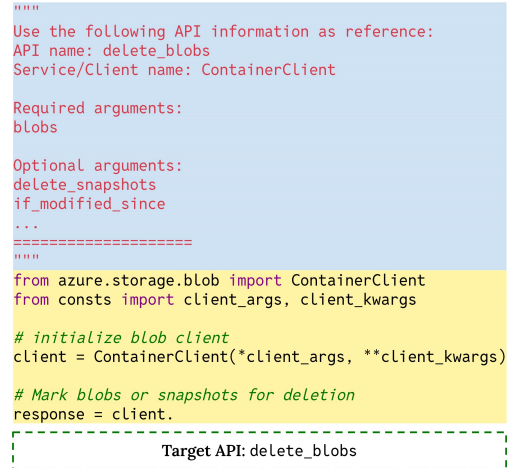 """
Use the following API information as reference:
API name: delete_blobs
Service/Client name: ContainerClient
Required arguments:
blobs
Optional arguments:
delete_snapshots
if_modified_since
...
====================
"""
from azure.storage.blob import ContainerClient
from consts import client_args, client_kwargs
# initialize blob client
client = ContainerClient(*client_args, **client_kwargs)
# Mark blobs or snapshots for deletion
response = client.
Target API: delete_blobs